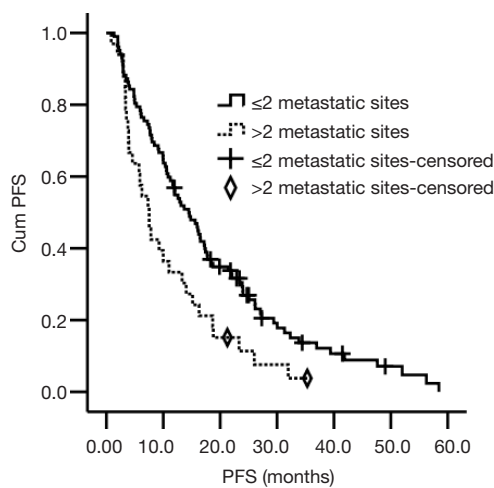 1.0
0.8
0.6
0.4
0.2
0.0
Cum PFS
≤2 metastatic sites
>2 metastatic sites
≤2 metastatic sites-censored
>2 metastatic sites-censored
0.00 10.0 20.0 30.0 40.0 50.0 60.0
PFS (months)